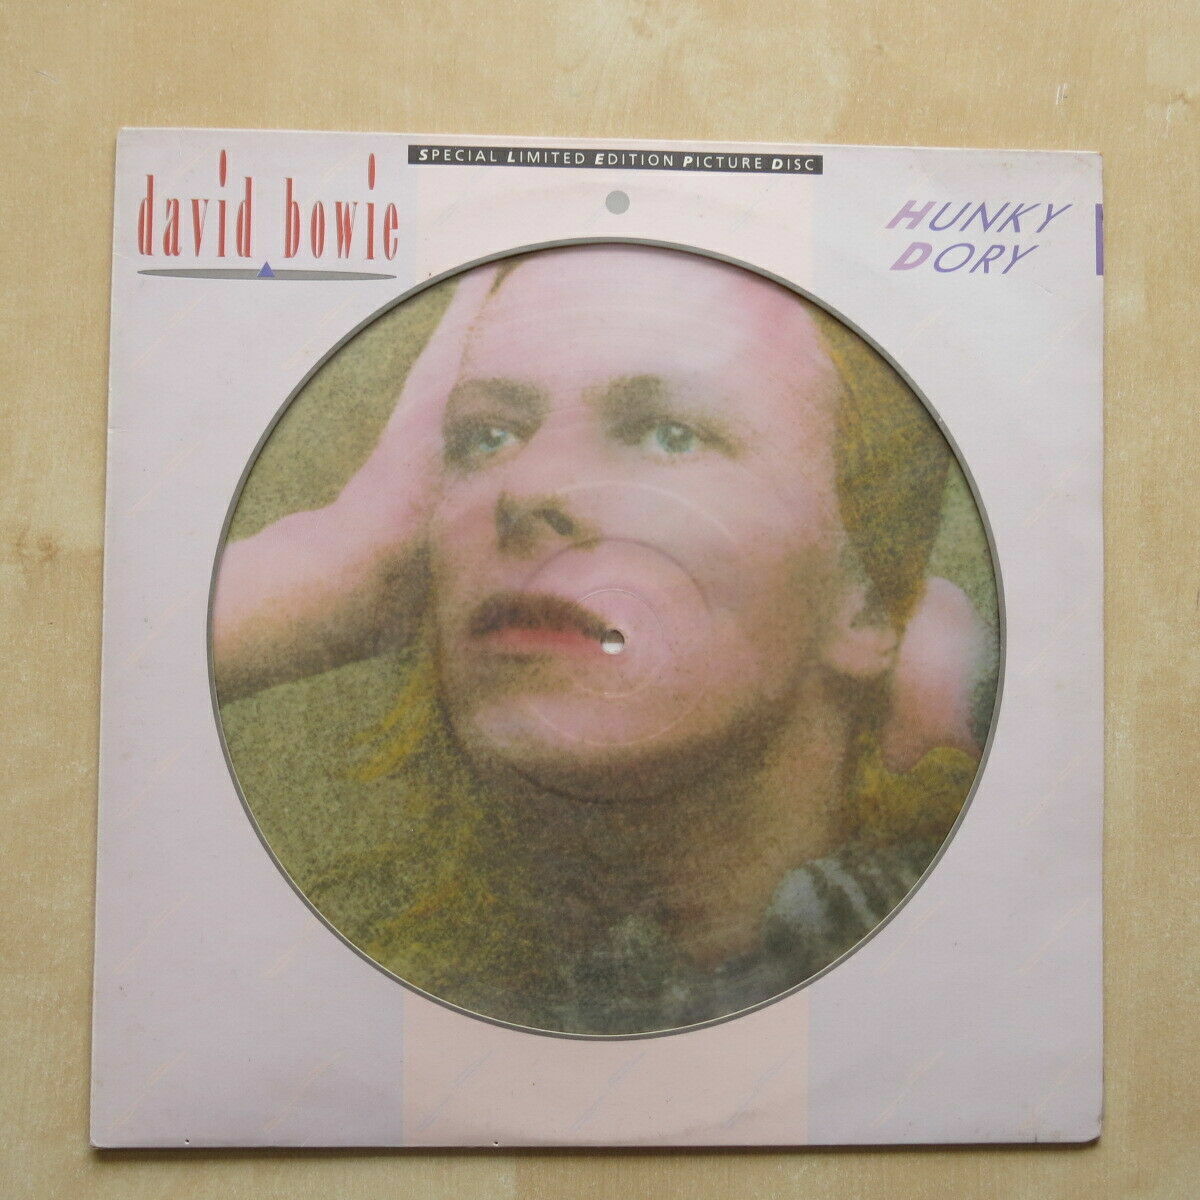 SPECIAL LIMITED EDITION PICTURE DISC
david bowie
HUNKY
DORY